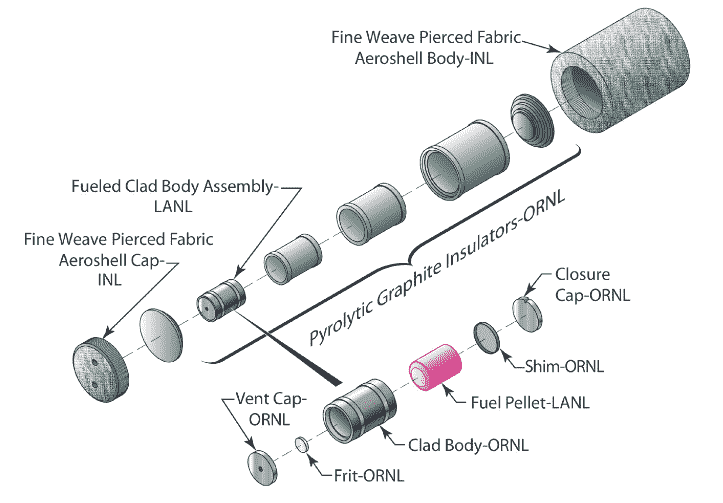 Fine Weave Pierced Fabric
Aeroshell Body-INL
Fueled Clad Body Assembly-
LANL
Fine Weave Pierced Fabric
Aeroshell Cap-
INL
Pyrolytic Graphite Insulators-ORNL
Closure
Cap-ORNL
Shim-ORNL
Fuel Pellet-LANL
Vent Cap-
ORNL
Clad Body-ORNL
Frit-ORNL